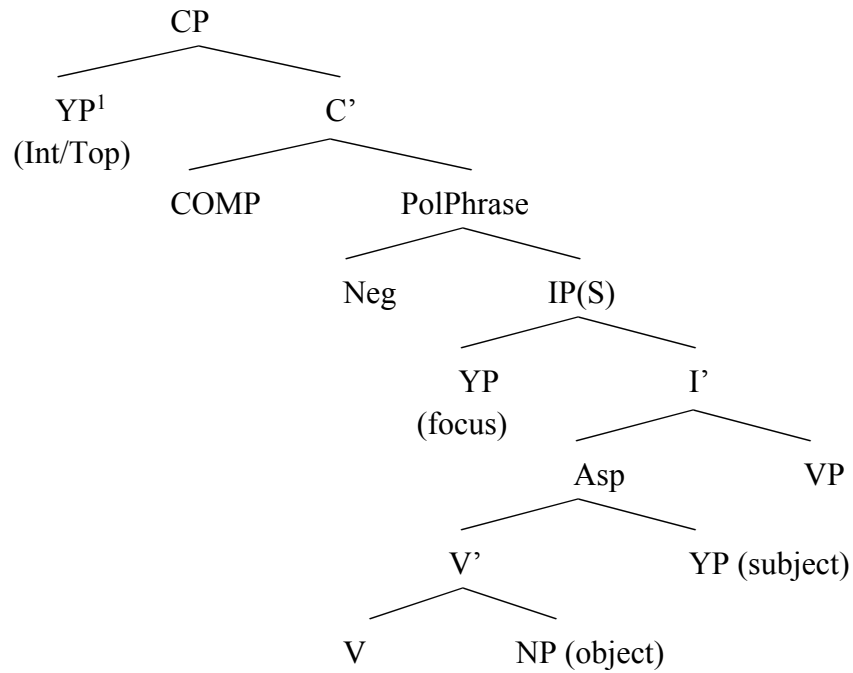 CP
YP¹ C’
(Int/Top)
COMP PolPhrase
Neg IP(S)
YP I’
(focus)
Asp VP
V’ YP (subject)
V NP (object)